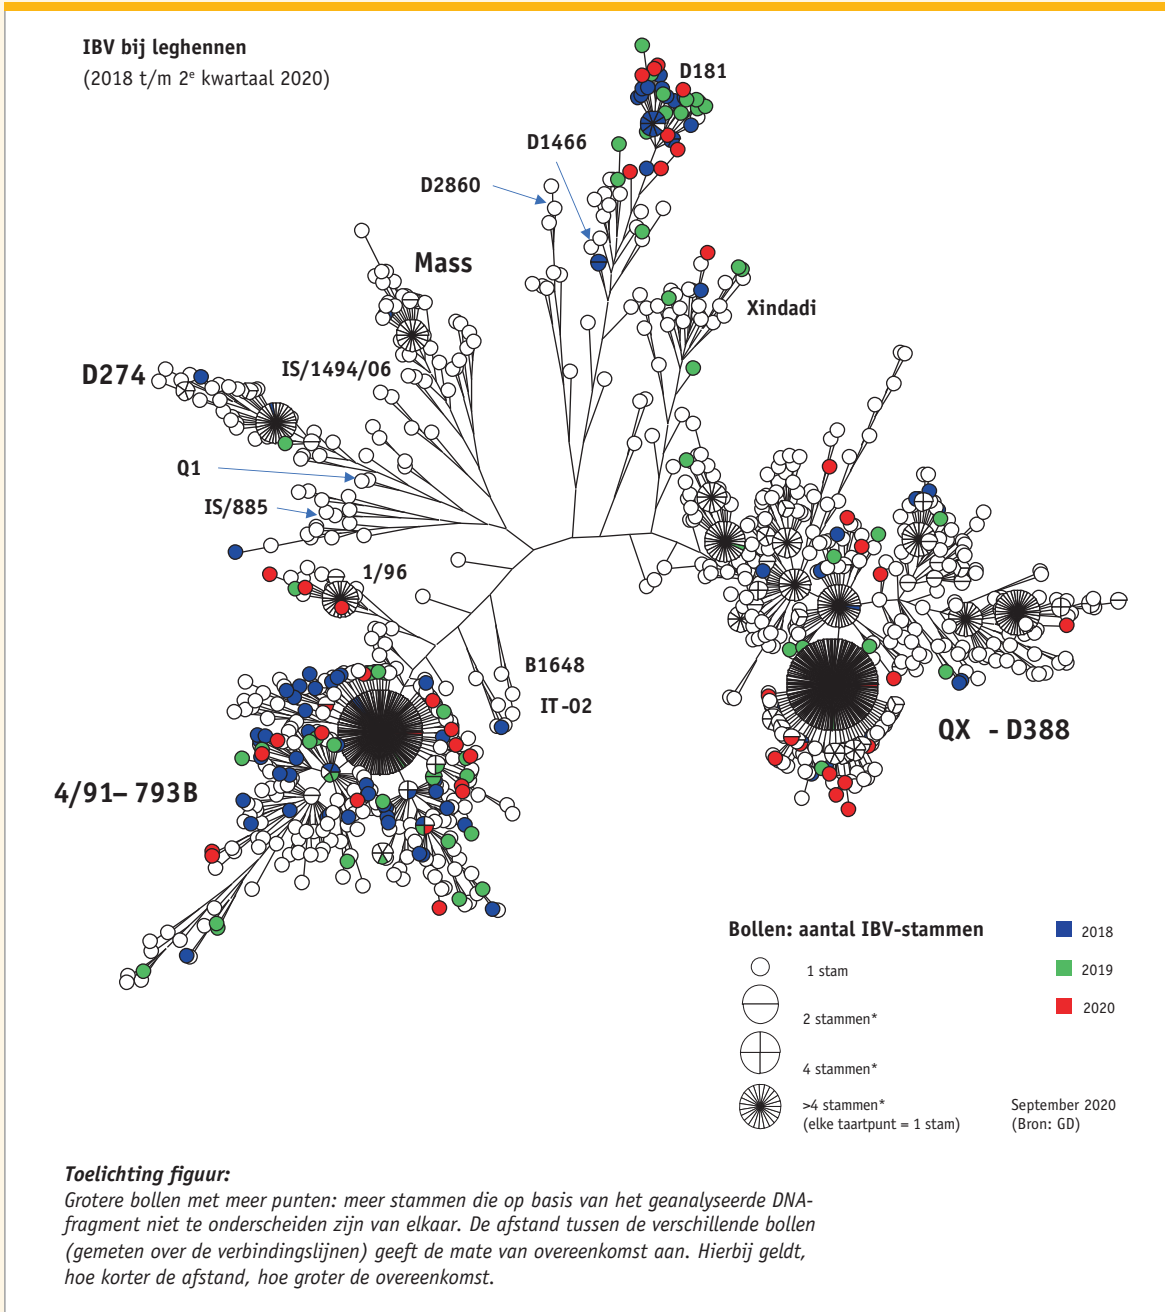 IBV bij leghennen
(2018 t/m 2e kwartaal 2020)
D181
D1466
D2860
Mass
Xindadi
IS/1494/06
D274
Q1
IS/885
1/96
B1648
IT-02
QX - D388
4/91– 793B
Bollen: aantal IBV-stammen
1 stam
2 stammen*
4 stammen*
>4 stammen*
(elke taartpunt = 1 stam)
2018
2019
2020
September 2020
(Bron: GD)
Toelichting figuur:
Grotere bollen met meer punten: meer stammen die op basis van het geanalyseerde DNA-
fragment niet te onderscheiden zijn van elkaar. De afstand tussen de verschillende bollen
(gemeten over de verbindingslijnen) geeft de mate van overeenkomst aan. Hierbij geldt,
hoe korter de afstand, hoe groter de overeenkomst.